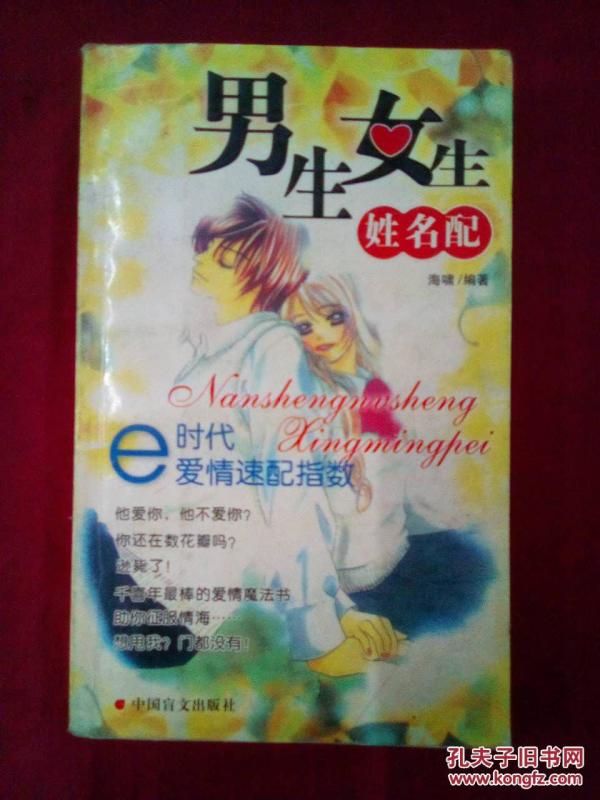 男生女生
姓名配
海啸/编著
Nanshengnvsheng
Xingmingpei
e时代
爱情速配指数
他爱你，他不爱你？
你还在数花瓣吗？
逊毙了！
千喜年最棒的爱情魔法书
助你征服情海……
想甩我？门都没有！
中国盲文出版社
孔夫子旧书网
www.kongfz.com